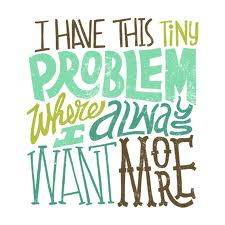 I HAVE THIS tiNy
PROBLEM
Where I ALWAYS
WANT MORE